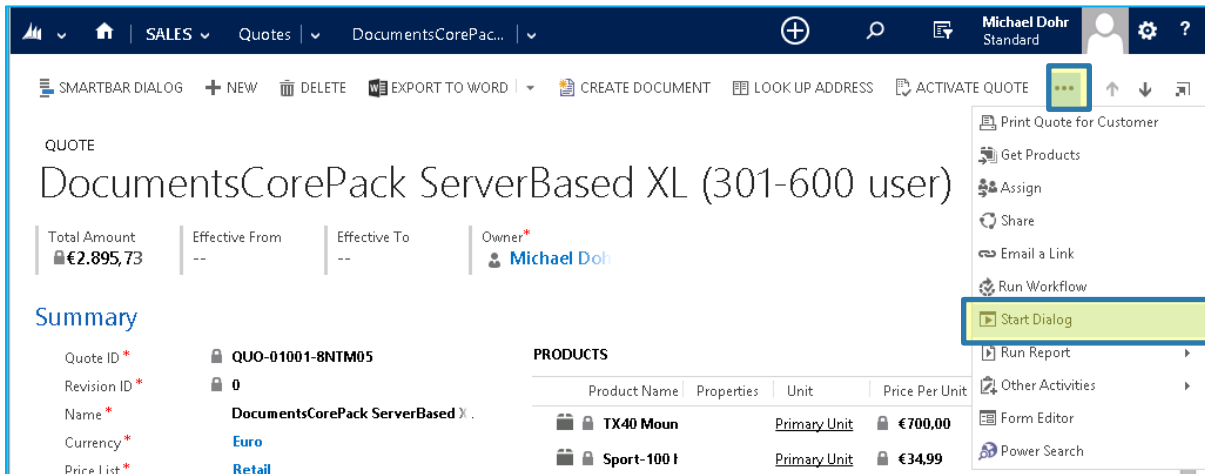 SALES Quotes DocumentsCorePac... Michael Dohr ?
Standard
SMARTBAR DIALOG NEW DELETE EXPORT TO WORD CREATE DOCUMENT LOOK UP ADDRESS ACTIVATE QUOTE ...
Print Quote for Customer
Get Products
Assign
Share
Email a Link
Run Workflow
Start Dialog
Run Report
Other Activities
Form Editor
Power Search
QUOTE
DocumentsCorePack ServerBased XL (301-600 user)
Total Amount Effective From Effective To Owner*
€2.895,73 -- -- Michael Doh
Summary
Quote ID* QUO-01001-8NTM05
Revision ID* 0
Name* DocumentsCorePack ServerBased X.
Currency* Euro
Price List* Retail
PRODUCTS
Product Name Properties Unit Price Per Unit
TX40 Moun Primary Unit €700,00
Sport-100 H Primary Unit €34,99